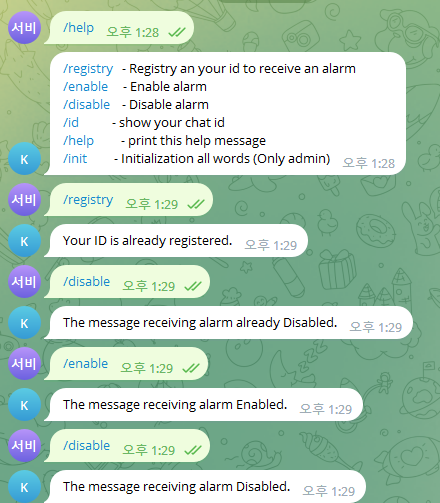 서비
/help 오후 1:28
/registry - Registry an your id to receive an alarm
/enable - Enable alarm
/disable - Disable alarm
/id - show your chat id
/help - print this help message
K
/init - Initialization all words (Only admin) 오후 1:28
서비
/registry 오후 1:29
K
Your ID is already registered. 오후 1:29
서비
/disable 오후 1:29
K
The message receiving alarm already Disabled. 오후 1:29
서비
/enable 오후 1:29
K
The message receiving alarm Enabled. 오후 1:29
서비
/disable 오후 1:29
K
The message receiving alarm Disabled. 오후 1:29